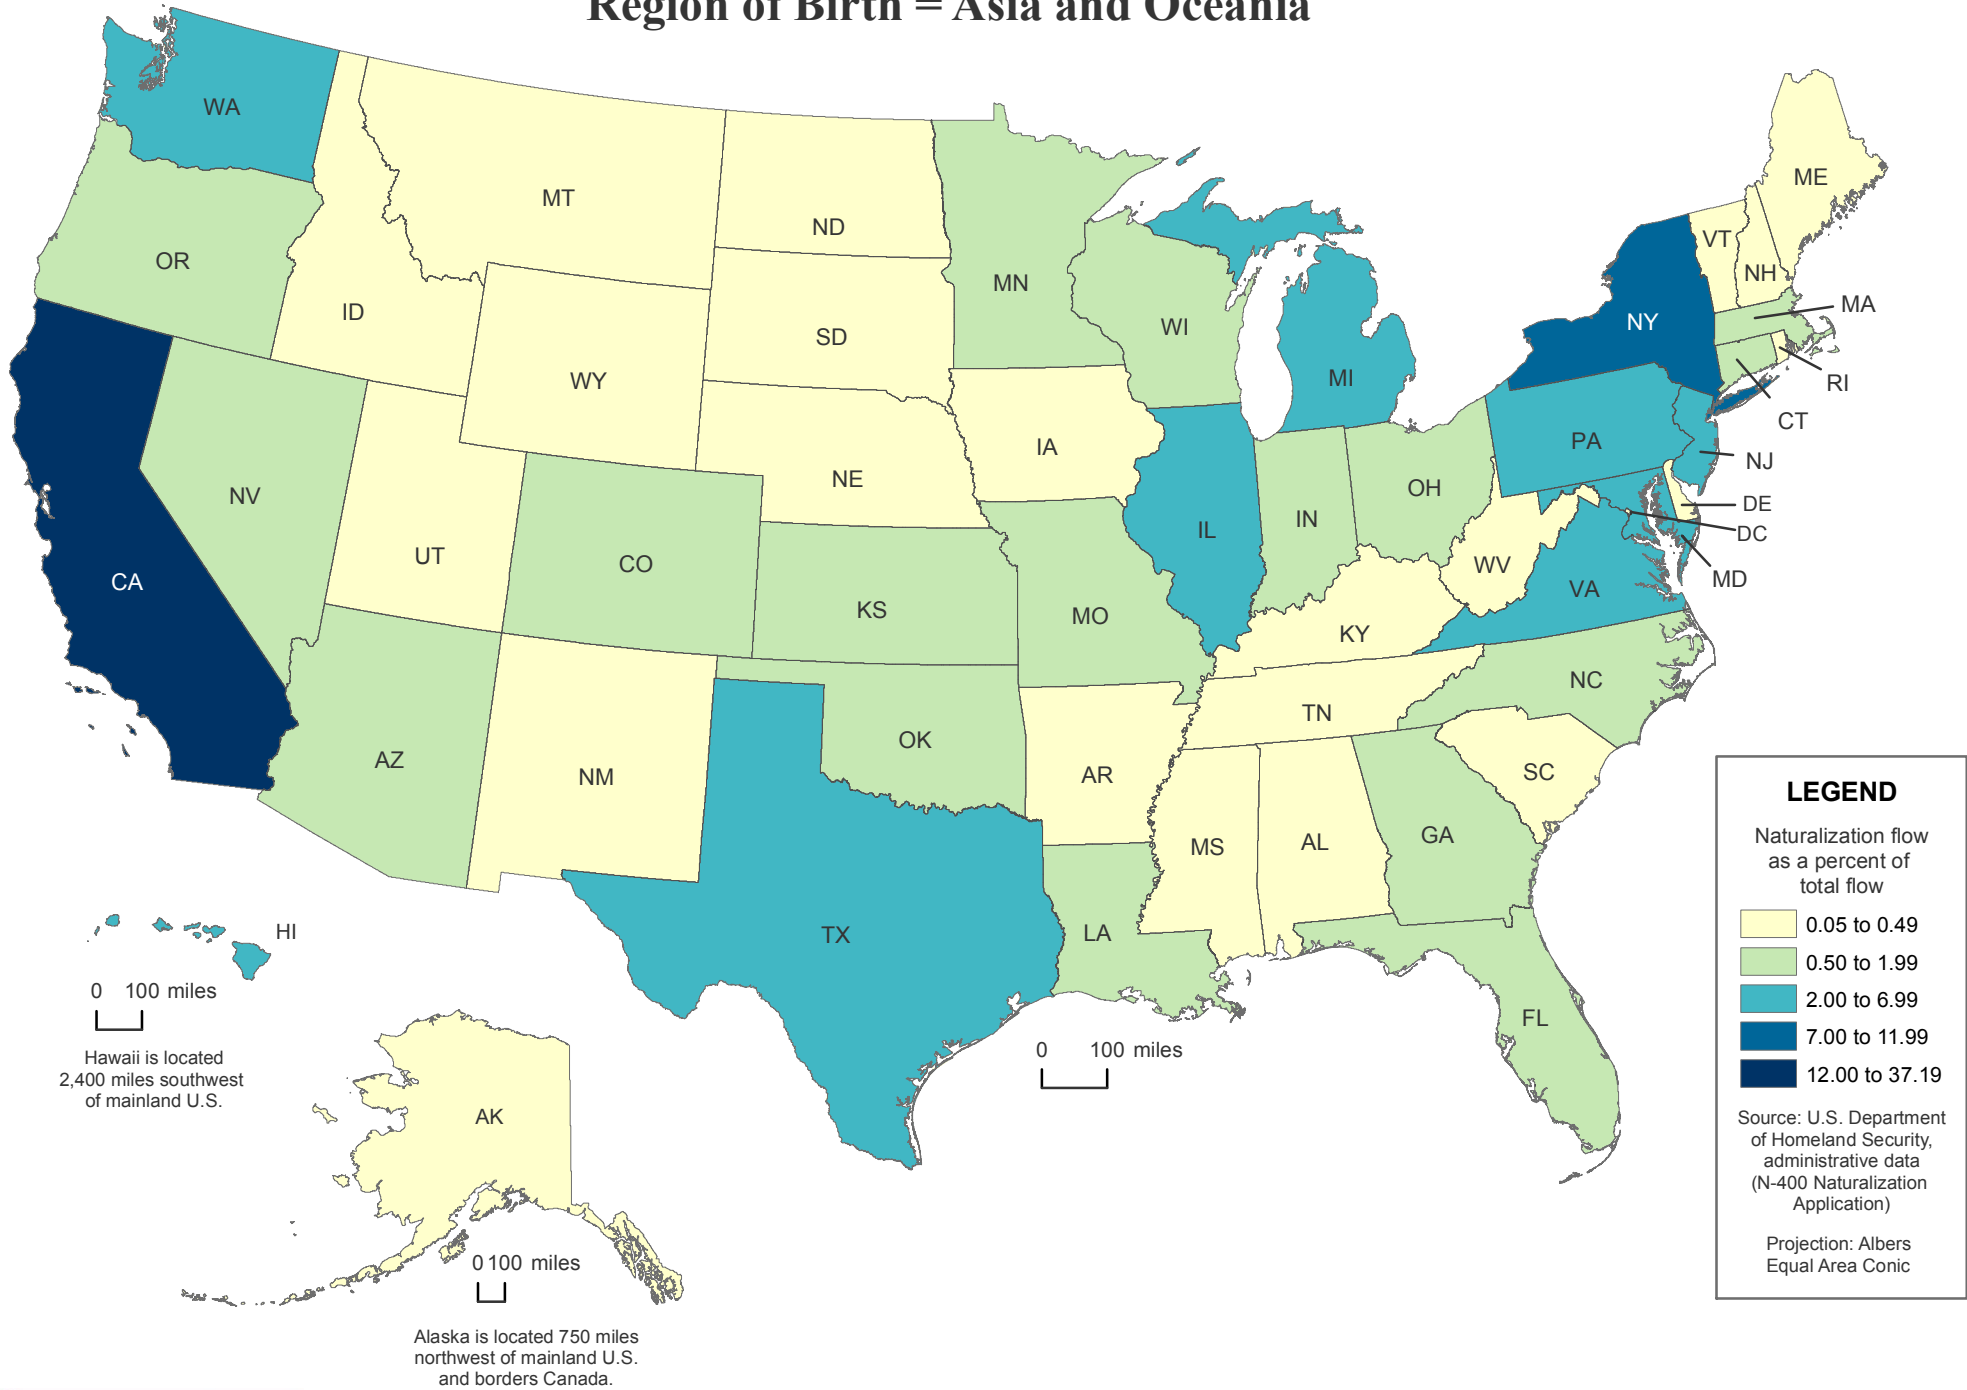 Region of Birth = Asia and Oceania
WA
MT
ND
ME
OR
ID
MN
VT
NH
WI
MA
NY
SD
WY
MI
RI
CT
IA
PA
NJ
NE
NV
OH
IN
IL
DE
DC
UT
CO
CA
KS
MO
WV
VA
MD
KY
NC
TN
AZ
NM
OK
AR
SC
MS
AL
GA
TX
LA
FL
HI
0 100 miles
Hawaii is located
2,400 miles southwest
of mainland U.S.
0 100 miles
AK
0 100 miles
Alaska is located 750 miles
northwest of mainland U.S.
and borders Canada.
LEGEND
Naturalization flow
as a percent of
total flow
0.05 to 0.49
0.50 to 1.99
2.00 to 6.99
7.00 to 11.99
12.00 to 37.19
Source: U.S. Department
of Homeland Security,
administrative data
(N-400 Naturalization
Application)
Projection: Albers
Equal Area Conic